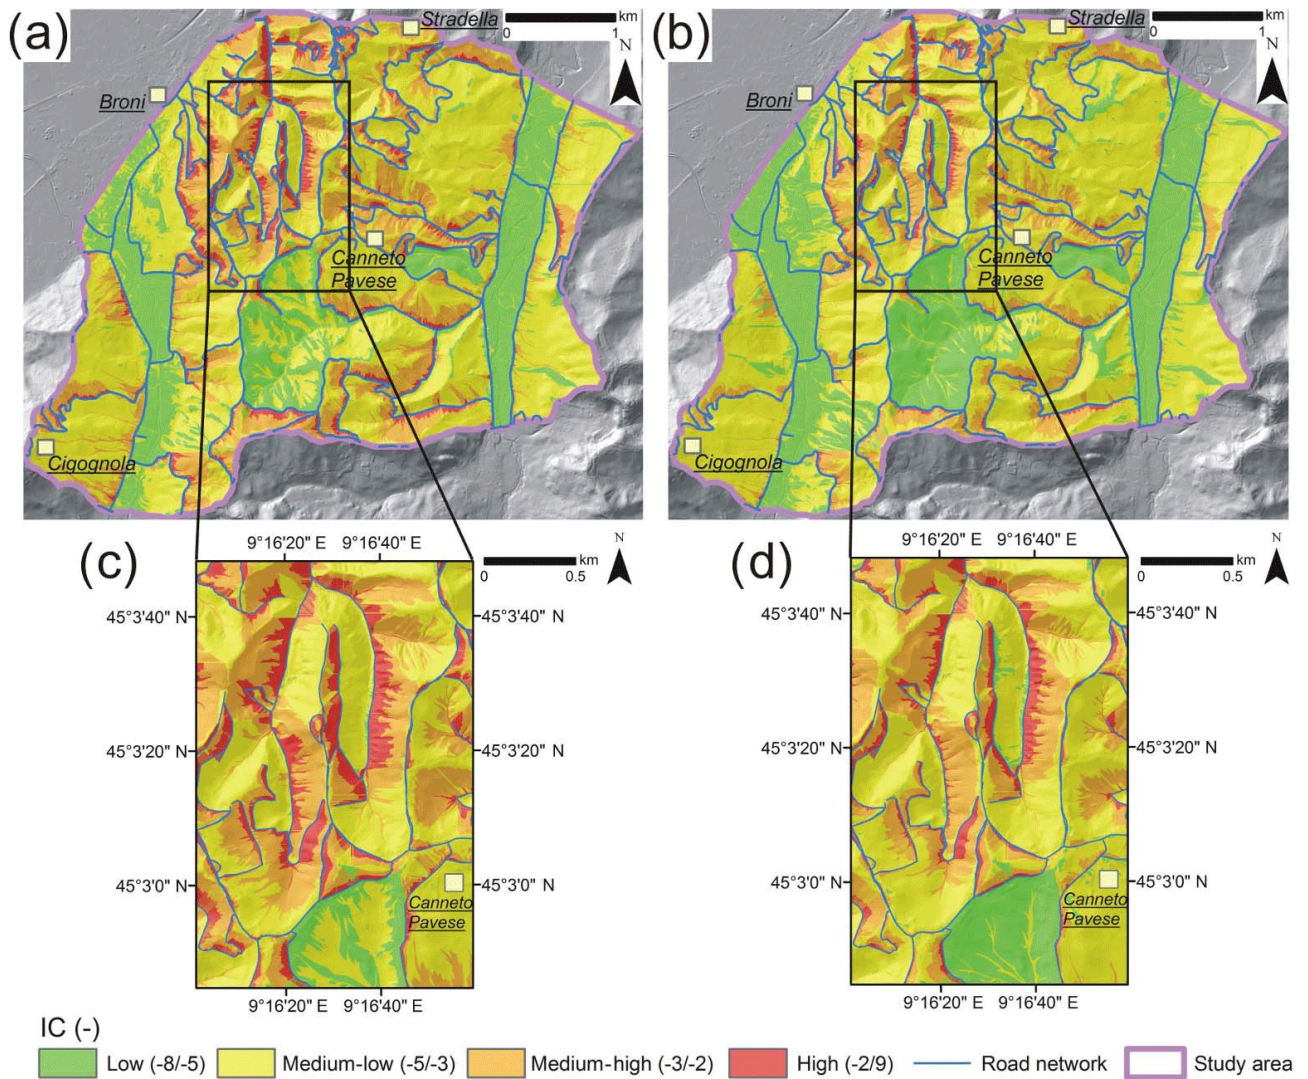 (a)
Stradella
km
0 1
N
Broni
Canneto
Pavese
Cigognola
(b)
Stradella
km
0 1
N
Broni
Canneto
Pavese
Cigognola
(c)
9°16'20" E 9°16'40" E
km
0 0.5
N
45°3'40" N 45°3'40" N
45°3'20" N 45°3'20" N
45°3'0" N 45°3'0" N
Canneto
Pavese
9°16'20" E 9°16'40" E
(d)
9°16'20" E 9°16'40" E
km
0 0.5
N
45°3'40" N 45°3'40" N
45°3'20" N 45°3'20" N
45°3'0" N 45°3'0" N
Canneto
Pavese
9°16'20" E 9°16'40" E
IC (-)
Low (-8/-5) Medium-low (-5/-3) Medium-high (-3/-2) High (-2/9) Road network Study area